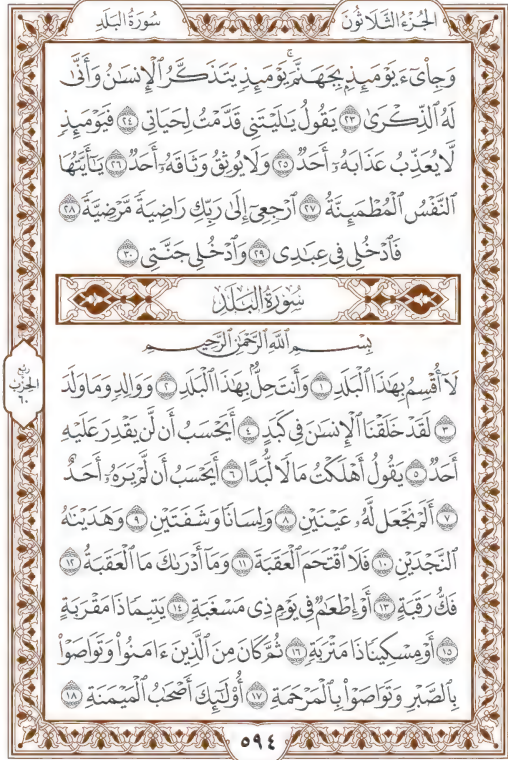 الجُزْءُ الثَّلَاثُونَ
سُورَةُ البَلَدِ
وَجِاْىٓءَ يَوْمَئِذِۭ بِجَهَنَّمَۚ يَوْمَئِذٍ يَتَذَكَّرُ ٱلْإِنسَٰنُ وَأَنَّىٰ
لَهُ ٱلذِّكْرَىٰ ٢٣ يَقُولُ يَٰلَيْتَنِى قَدَّمْتُ لِحَيَاتِى ٢٤ فَيَوْمَئِذٍ
لَّا يُعَذِّبُ عَذَابَهُۥٓ أَحَدٌ ٢٥ وَلَا يُوثِقُ وَثَاقَهُۥٓ أَحَدٌ ٢٦ يَٰٓأَيَّتُهَا
ٱلنَّفْسُ ٱلْمُطْمَئِنَّةُ ٢٧ ٱرْجِعِىٓ إِلَىٰ رَبِّكِ رَاضِيَةً مَّرْضِيَّةً ٢٨
فَٱدْخُلِى فِى عِبَٰدِى ٢٩ وَٱدْخُلِى جَنَّتِى ٣٠
سُورَةُ البَلَدِ
بِسْمِ ٱللَّهِ ٱلرَّحْمَٰنِ ٱلرَّحِيمِ
لَآ أُقْسِمُ بِهَٰذَا ٱلْبَلَدِ ١ وَأَنتَ حِلٌّۢ بِهَٰذَا ٱلْبَلَدِ ٢ وَوَالِدٍ وَمَا وَلَدَ
٣ لَقَدْ خَلَقْنَا ٱلْإِنسَٰنَ فِى كَبَدٍ ٤ أَيَحْسَبُ أَن لَّن يَقْدِرَ عَلَيْهِ
أَحَدٌ ٥ يَقُولُ أَهْلَكْتُ مَالًا لُّبَدًا ٦ أَيَحْسَبُ أَن لَّمْ يَرَهُۥٓ أَحَدٌ
٧ أَلَمْ نَجْعَل لَّهُۥ عَيْنَيْنِ ٨ وَلِسَانًا وَشَفَتَيْنِ ٩ وَهَدَيْنَٰهُ
ٱلنَّجْدَيْنِ ١٠ فَلَا ٱقْتَحَمَ ٱلْعَقَبَةَ ١١ وَمَآ أَدْرَىٰكَ مَا ٱلْعَقَبَةُ ١٢
فَكُّ رَقَبَةٍ ١٣ أَوْ إِطْعَٰمٌ فِى يَوْمٍ ذِى مَسْغَبَةٍ ١٤ يَتِيمًا ذَا مَقْرَبَةٍ
١٥ أَوْ مِسْكِينًا ذَا مَتْرَبَةٍ ١٦ ثُمَّ كَانَ مِنَ ٱلَّذِينَ ءَامَنُوا۟ وَتَوَاصَوْا۟
بِٱلصَّبْرِ وَتَوَاصَوْا۟ بِٱلْمَرْحَمَةِ ١٧ أُو۟لَٰٓئِكَ أَصْحَٰبُ ٱلْمَيْمَنَةِ ١٨
ربع
الحزب
٦٠
٥٩٤